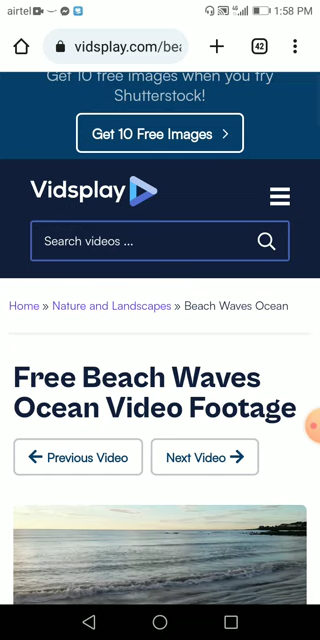 airtel 4G 1:58 PM
vidsplay.com/bea 42
Get 10 free images when you try
Shutterstock!
Get 10 Free Images
Vidsplay
Search videos ...
Home » Nature and Landscapes » Beach Waves Ocean
Free Beach Waves
Ocean Video Footage
Previous Video Next Video